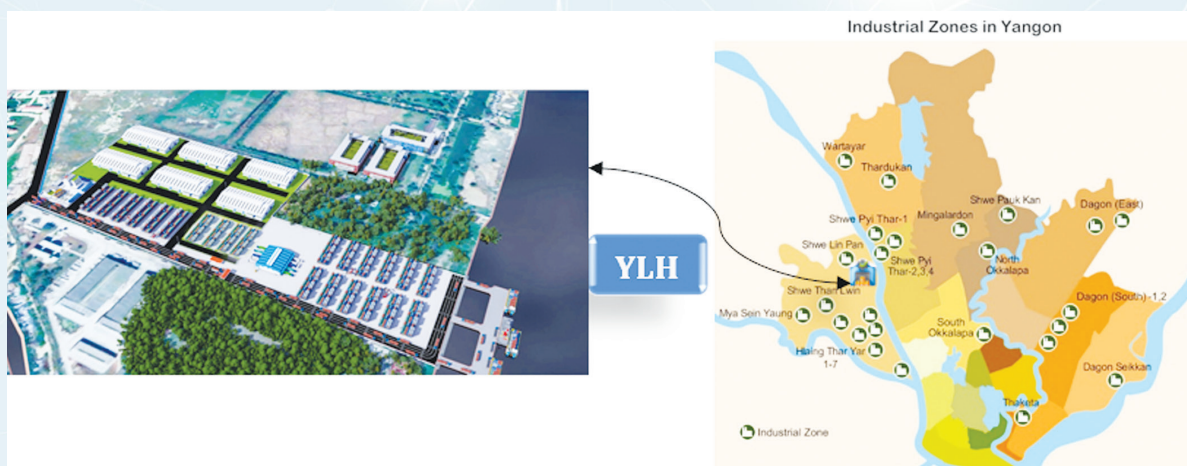 Industrial Zones in Yangon
Wartayar
Thardukan
Shwe Pauk Kan
Dagon (East)
Shwe Pyi Thar-1
Mingalardon
Shwe Lin Pan
Shwe Pyi
Thar-2,3,4
North
Okkalapa
YLH
Shwe Than Lwin
Dagon (South) -1,2
Mya Sein Yaung
South
Okkalapa
Hlaing Thar Yar
1-7
Dagon Seikkan
Thaketa
Industrial Zone